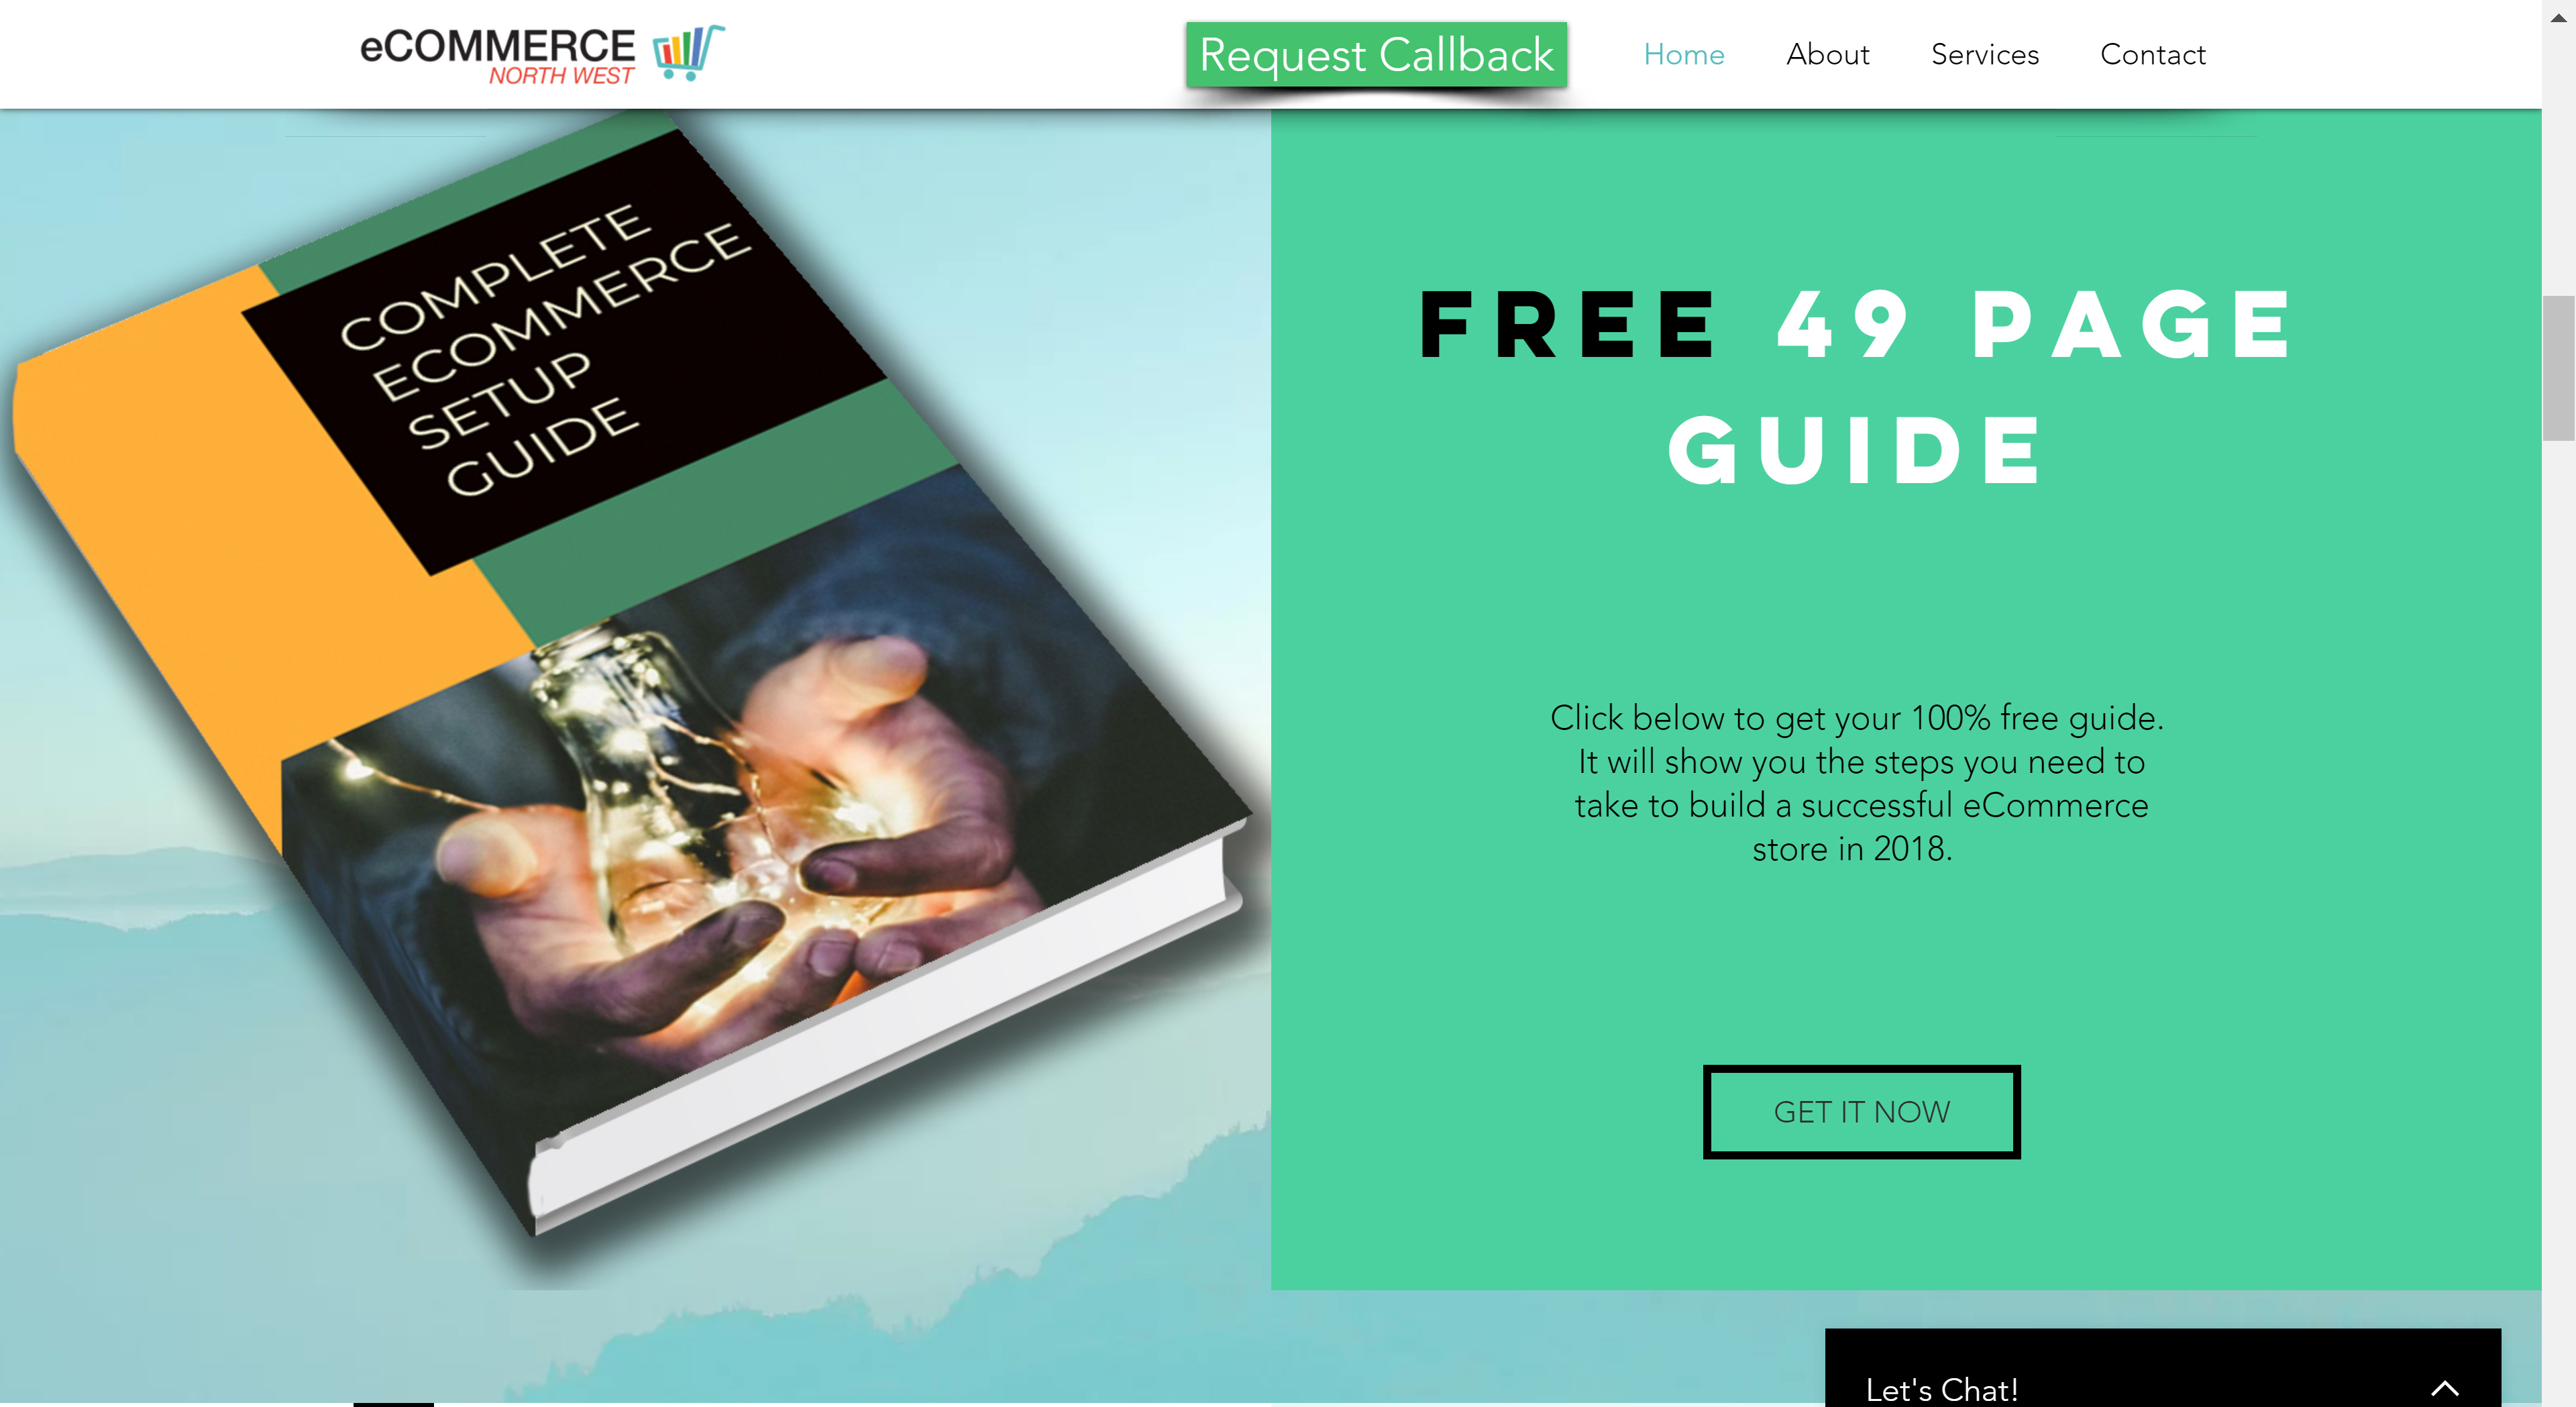 eCOMMERCE
NORTH WEST
Request Callback
Home
About
Services
Contact
COMPLETE
ECOMMERCE
SETUP
GUIDE
FREE 49 PAGE
GUIDE
Click below to get your 100% free guide.
It will show you the steps you need to
take to build a successful eCommerce
store in 2018.
GET IT NOW
Let's Chat!